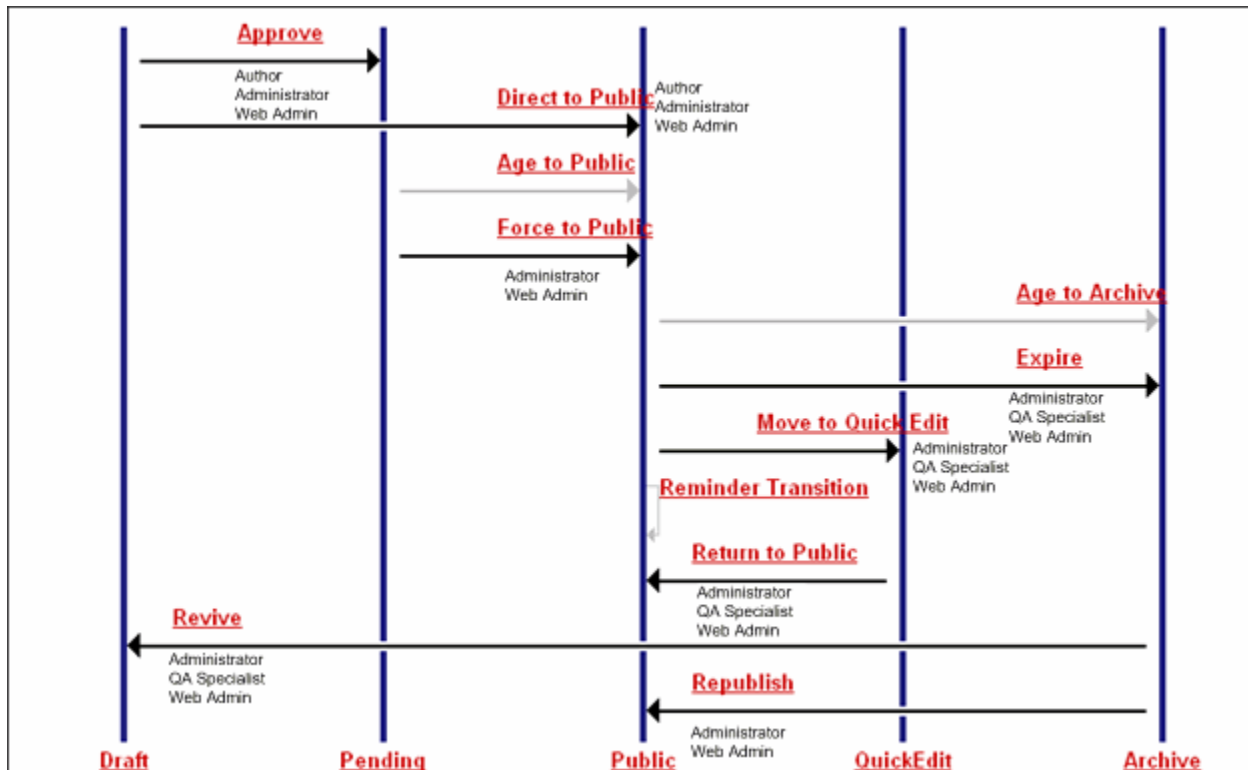 Approve
Author
Administrator
Web Admin
Direct to Public
Author
Administrator
Web Admin
Age to Public
Force to Public
Administrator
Web Admin
Age to Archive
Expire
Administrator
QA Specialist
Web Admin
Move to Quick Edit
Administrator
QA Specialist
Web Admin
Reminder Transition
Return to Public
Administrator
QA Specialist
Web Admin
Revive
Administrator
QA Specialist
Web Admin
Republish
Administrator
Web Admin
Draft Pending Public QuickEdit Archive